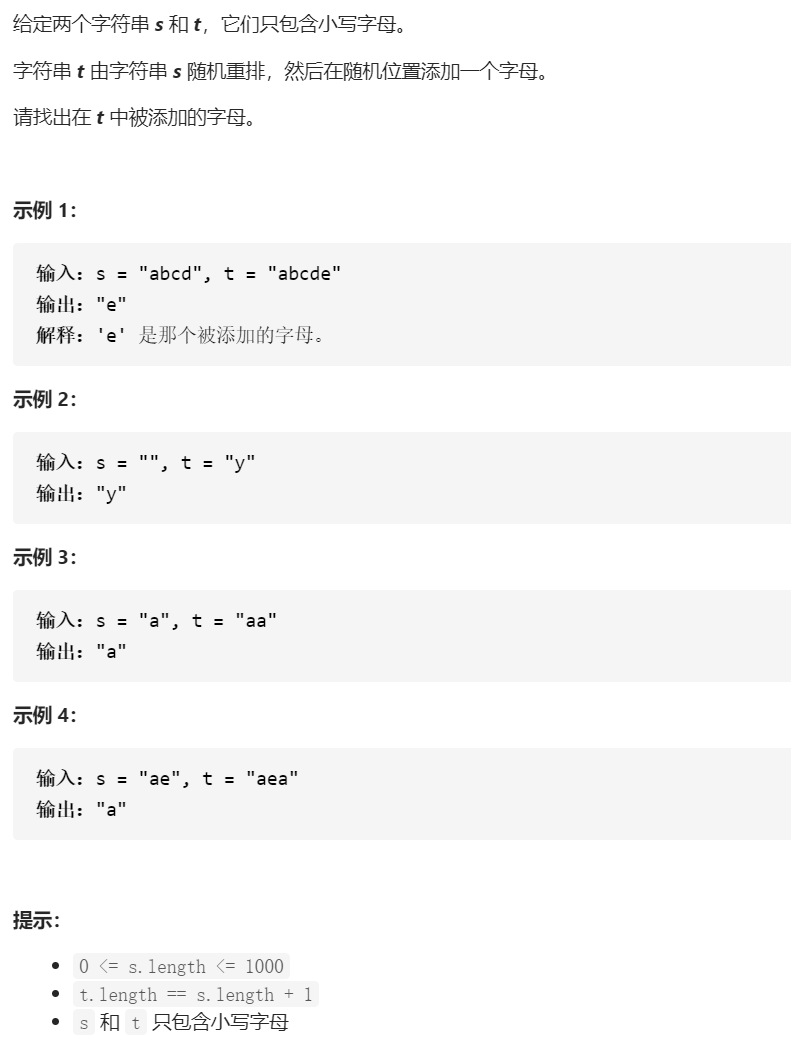 给定两个字符串 s 和 t，它们只包含小写字母。
字符串 t 由字符串 s 随机重排，然后在随机位置添加一个字母。
请找出在 t 中被添加的字母。
示例 1：
输入：s = "abcd", t = "abcde"
输出："e"
解释：'e' 是那个被添加的字母。
示例 2：
输入：s = "", t = "y"
输出："y"
示例 3：
输入：s = "a", t = "aa"
输出："a"
示例 4：
输入：s = "ae", t = "aea"
输出："a"
提示：
• 0 <= s.length <= 1000
• t.length == s.length + 1
• s 和 t 只包含小写字母